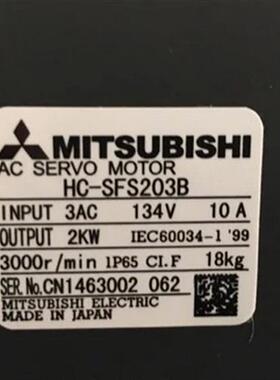 MITSUBISHI
AC SERVO MOTOR
HC-SFS203B
INPUT 3AC 134V 10 A
OUTPUT 2KW IEC60034-1 '99
3000r/min IP65 CI.F 18kg
SER.No.CN1463002 062
MITSUBISHI ELECTRIC
MADE IN JAPAN